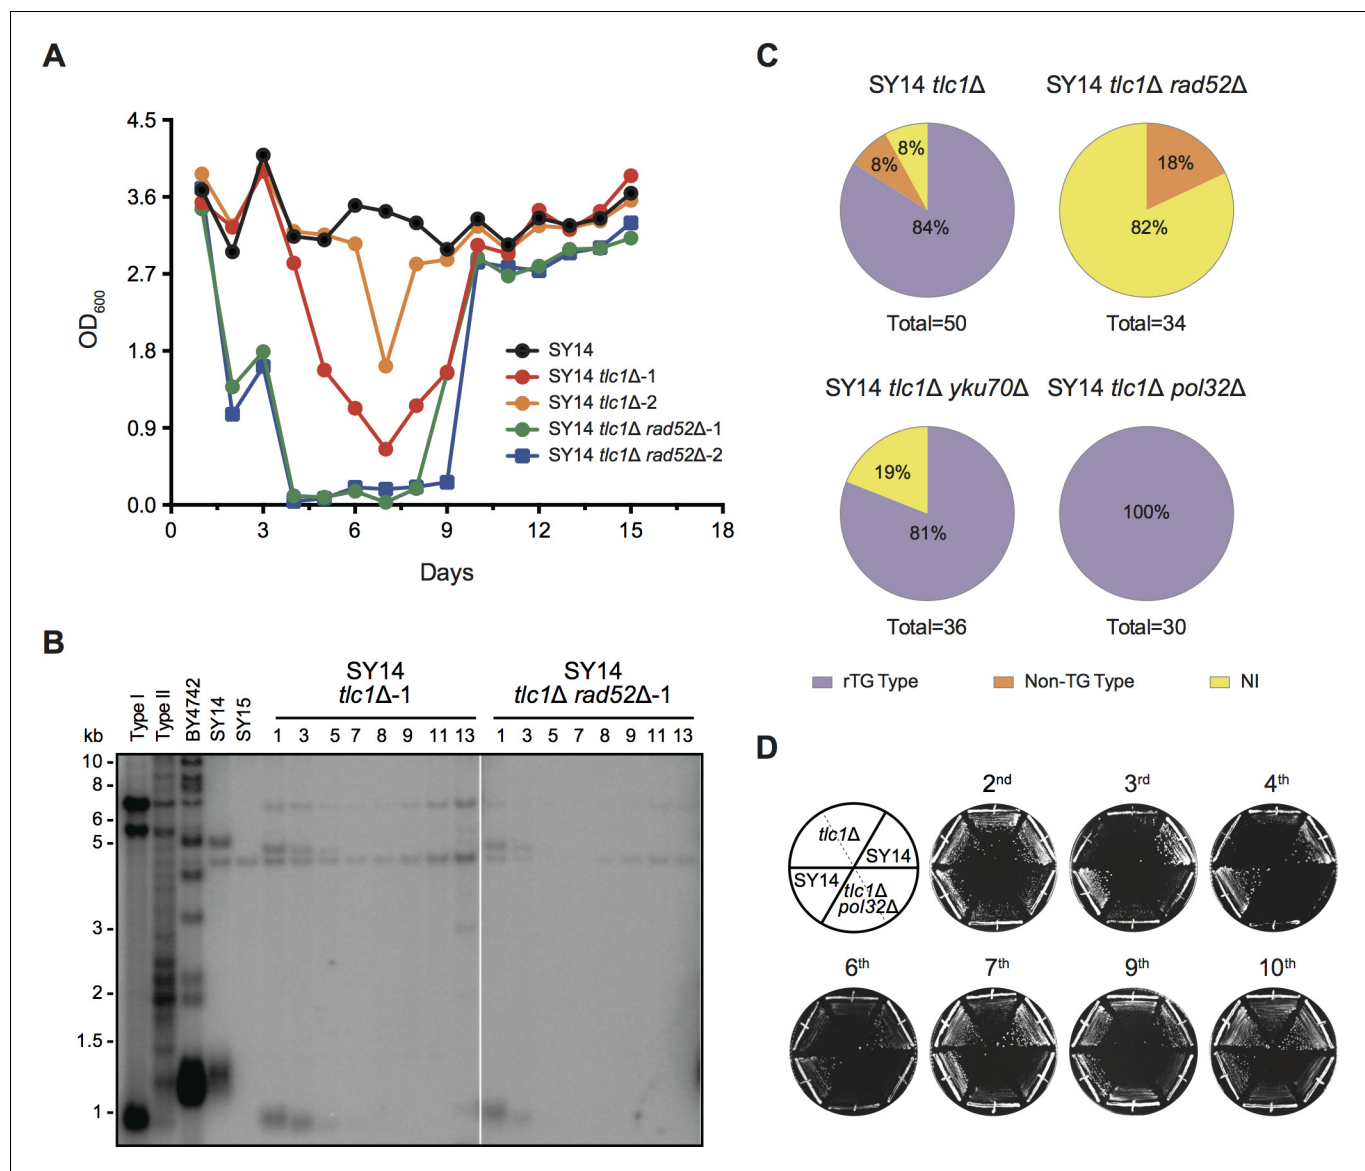 A
4.5
3.6
2.7
1.8
0.9
0.0
OD600
0 3 6 9 12 15 18
Days
SY14
SY14 tlc1Δ-1
SY14 tlc1Δ-2
SY14 tlc1Δ rad52Δ-1
SY14 tlc1Δ rad52Δ-2
B
kb
Type I
Type II
BY4742
SY14
SY15
SY14
tlc1Δ-1
1 3 5 7 8 9 11 13
SY14
tlc1Δ rad52Δ-1
1 3 5 7 8 9 11 13
10 -
8 -
6 -
5 -
3 -
2 -
1.5 -
1 -
C
SY14 tlc1Δ
8%
8%
84%
Total=50
SY14 tlc1Δ rad52Δ
18%
82%
Total=34
SY14 tlc1Δ yku70Δ
19%
81%
Total=36
SY14 tlc1Δ pol32Δ
100%
Total=30
rTG Type
Non-TG Type
NI
D
tlc1Δ
SY14
SY14
tlc1Δ
pol32Δ
2nd
3rd
4th
6th
7th
9th
10th